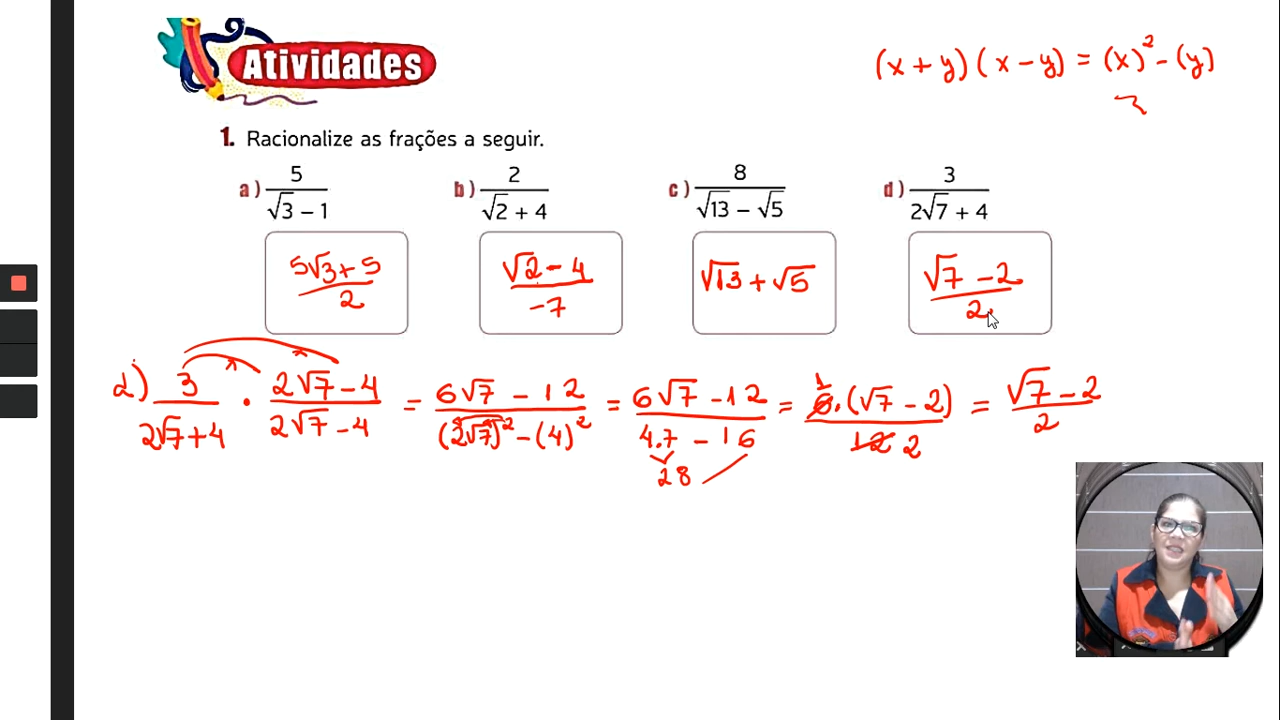 Atividades
(x + y)(x - y) = (x)² - (y)
2
1. Racionalize as frações a seguir.
a) 5/(√3 - 1) b) 2/(√2 + 4) c) 8/(√13 - √5) d) 3/(2√7 + 4)
(5√3 + 5)/2 (√2 - 4)/-7 √13 + √5 (√7 - 2)/2
d) 3/(2√7 + 4) · (2√7 - 4)/(2√7 - 4) = (6√7 - 12)/((2√7)² - (4)²) = (6√7 - 12)/(4.7 - 16) = 1 6.(√7 - 2)/12 2 = (√7 - 2)/2
28